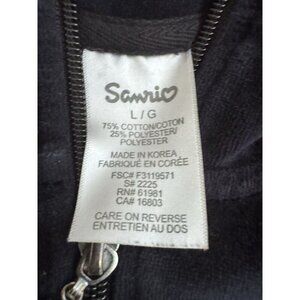 Sanrio
L / G
75% COTTON/COTON
25% POLYESTER/
POLYESTER
MADE IN KOREA
FABRIQUÉ EN CORÉE
FSC# F3119571
S# 2225
RN# 61981
CA# 16803
CARE ON REVERSE
ENTRETIEN AU DOS